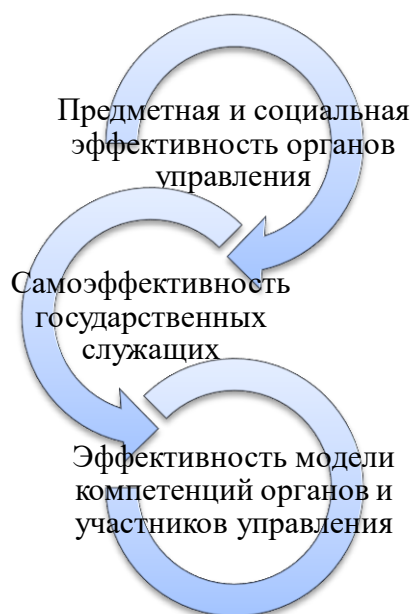 Предметная и социальная
эффективность органов
управления
Самоэффективность
государственных
служащих
Эффективность модели
компетенций органов и
участников управления